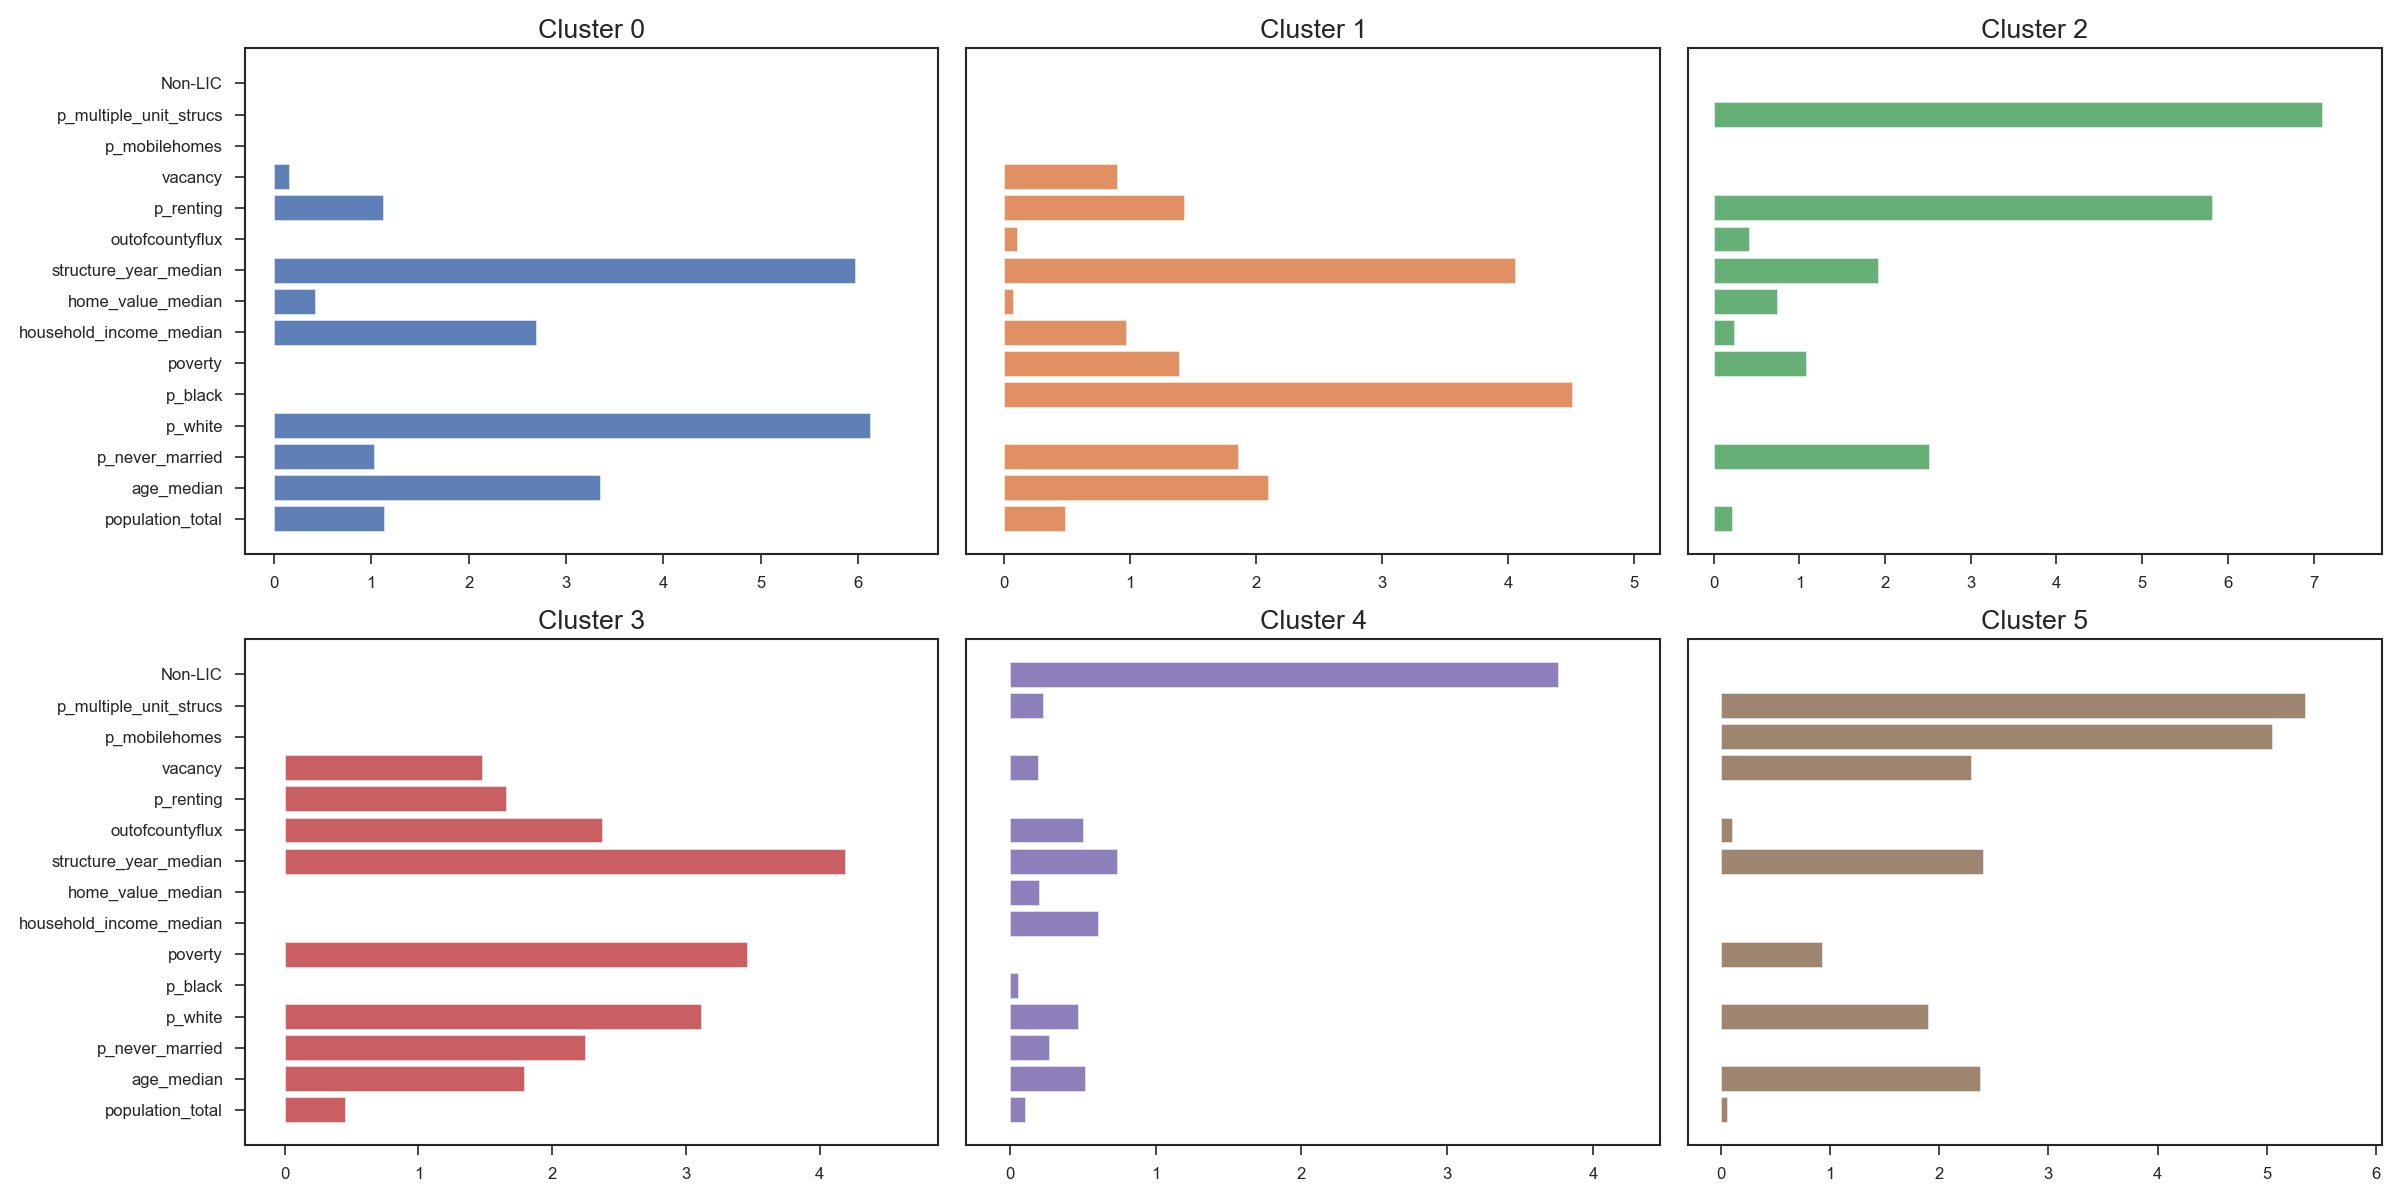 Cluster 0
Cluster 1
Cluster 2
Non-LIC
p_multiple_unit_strucs
p_mobilehomes
vacancy
p_renting
outofcountyflux
structure_year_median
home_value_median
household_income_median
poverty
p_black
p_white
p_never_married
age_median
population_total
0 1 2 3 4 5 6
0 1 2 3 4 5
0 1 2 3 4 5 6 7
Cluster 3
Cluster 4
Cluster 5
Non-LIC
p_multiple_unit_strucs
p_mobilehomes
vacancy
p_renting
outofcountyflux
structure_year_median
home_value_median
household_income_median
poverty
p_black
p_white
p_never_married
age_median
population_total
0 1 2 3 4
0 1 2 3 4
0 1 2 3 4 5 6